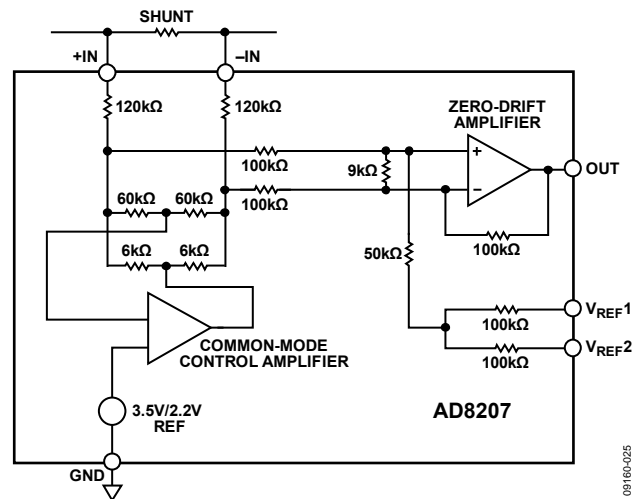 SHUNT
+IN
–IN
120kΩ
120kΩ
ZERO-DRIFT
AMPLIFIER
100kΩ
9kΩ
+
–
OUT
100kΩ
60kΩ
60kΩ
100kΩ
50kΩ
6kΩ
6kΩ
VREF1
100kΩ
COMMON-MODE
CONTROL AMPLIFIER
VREF2
100kΩ
3.5V/2.2V
REF
AD8207
GND
09160-025